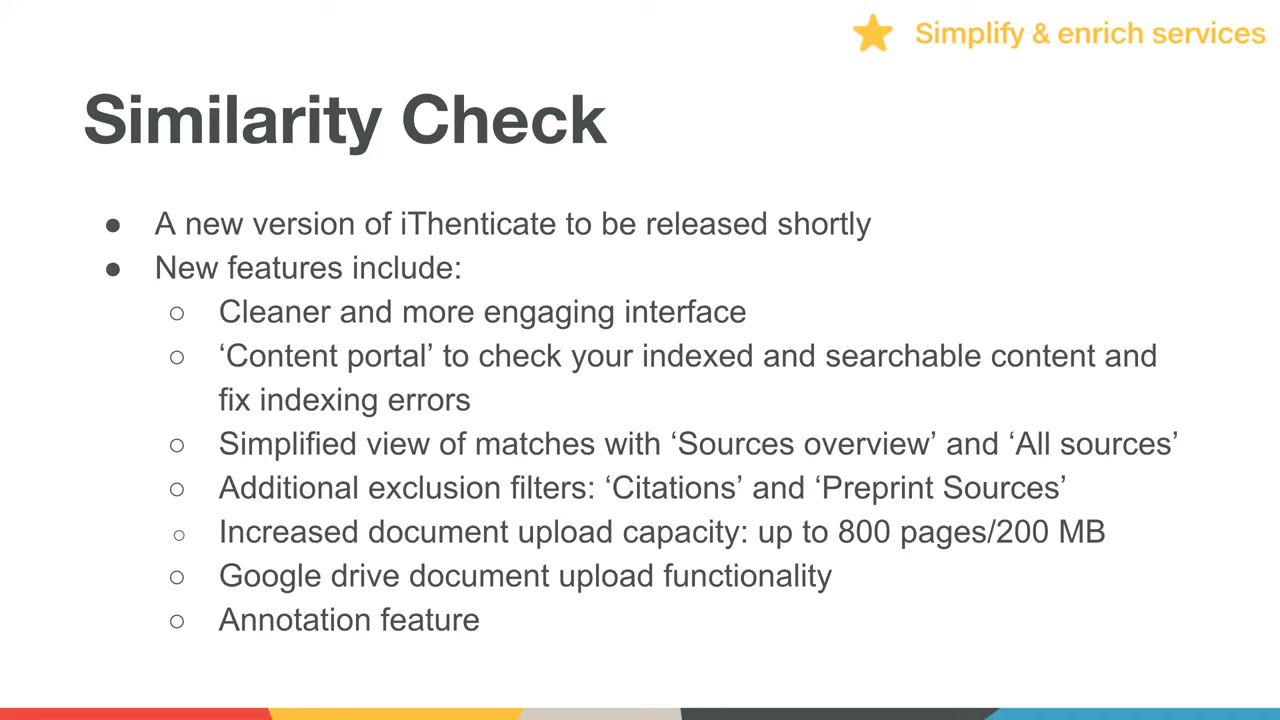 Simplify & enrich services
Similarity Check
● A new version of iThenticate to be released shortly
● New features include:
○ Cleaner and more engaging interface
○ ‘Content portal’ to check your indexed and searchable content and
fix indexing errors
○ Simplified view of matches with ‘Sources overview’ and ‘All sources’
○ Additional exclusion filters: ‘Citations’ and ‘Preprint Sources’
○ Increased document upload capacity: up to 800 pages/200 MB
○ Google drive document upload functionality
○ Annotation feature